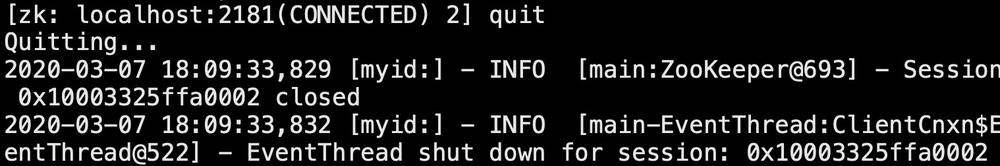 [zk: localhost:2181(CONNECTED) 2] quit
Quitting...
2020-03-07 18:09:33,829 [myid:] - INFO  [main:ZooKeeper@693] - Session
 0x10003325ffa0002 closed
2020-03-07 18:09:33,832 [myid:] - INFO  [main-EventThread:ClientCnxn$E
entThread@522] - EventThread shut down for session: 0x10003325ffa0002